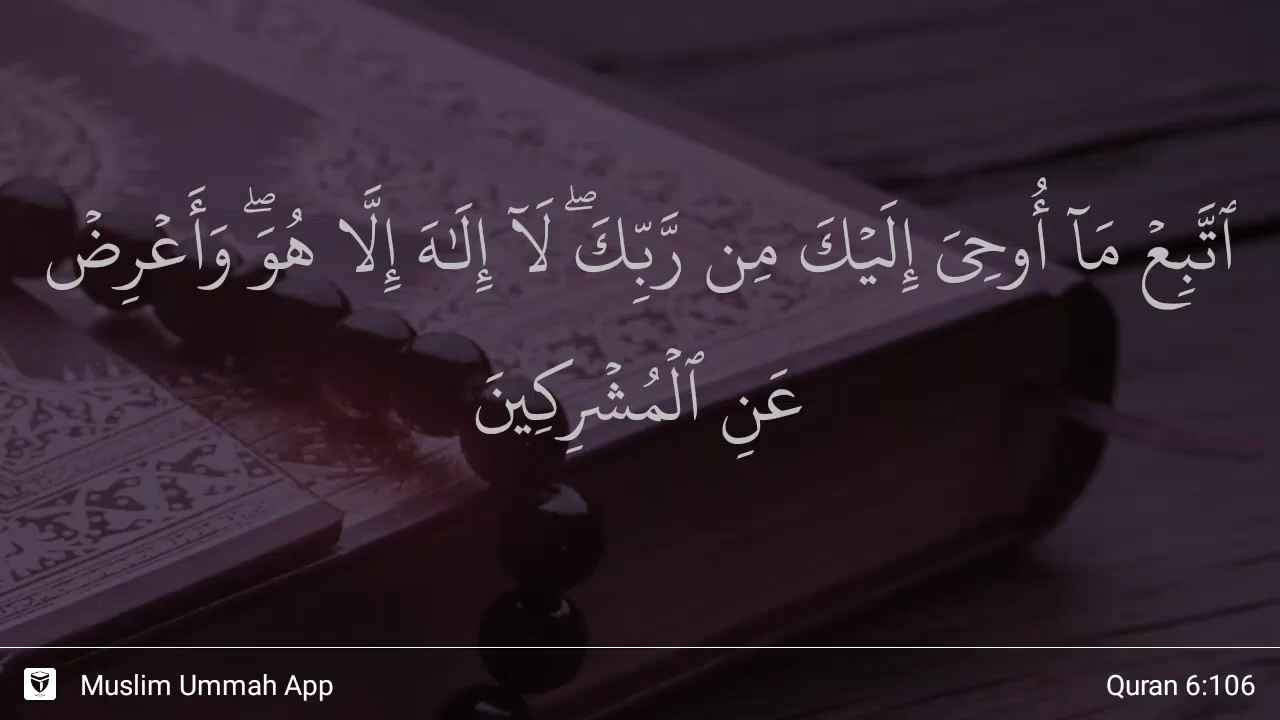 ٱتَّبِعْ مَآ أُوحِىَ إِلَيْكَ مِن رَّبِّكَ ۖ لَآ إِلَـٰهَ إِلَّا هُوَ ۖ وَأَعْرِضْ
عَنِ ٱلْمُشْرِكِينَ
Muslim Ummah App
Quran 6:106